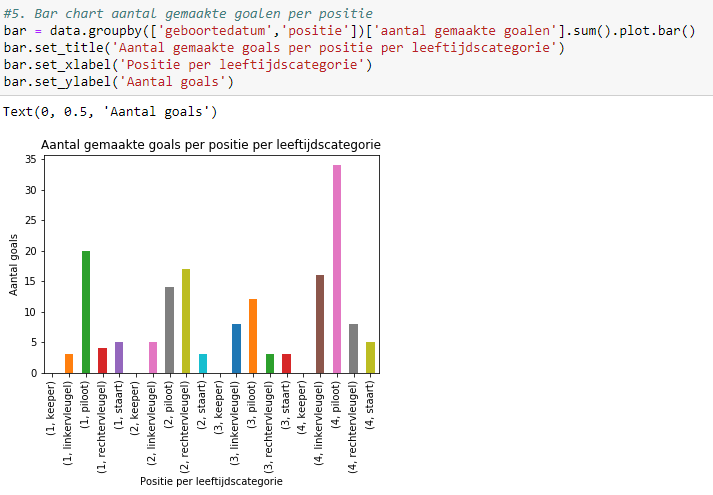 #5. Bar chart aantal gemaakte goalen per positie
bar = data.groupby(['geboortedatum','positie'])['aantal gemaakte goalen'].sum().plot.bar()
bar.set_title('Aantal gemaakte goals per positie per leeftijdscategorie')
bar.set_xlabel('Positie per leeftijdscategorie')
bar.set_ylabel('Aantal goals')
Text(0, 0.5, 'Aantal goals')
Aantal gemaakte goals per positie per leeftijdscategorie
35
30
25
20
15
10
5
0
Aantal goals
(1, keeper)
(1, linkervleugel)
(1, piloot)
(1, rechtervleugel)
(1, staart)
(2, keeper)
(2, linkervleugel)
(2, piloot)
(2, rechtervleugel)
(2, staart)
(3, keeper)
(3, linkervleugel)
(3, piloot)
(3, rechtervleugel)
(3, staart)
(4, keeper)
(4, linkervleugel)
(4, piloot)
(4, rechtervleugel)
(4, staart)
Positie per leeftijdscategorie